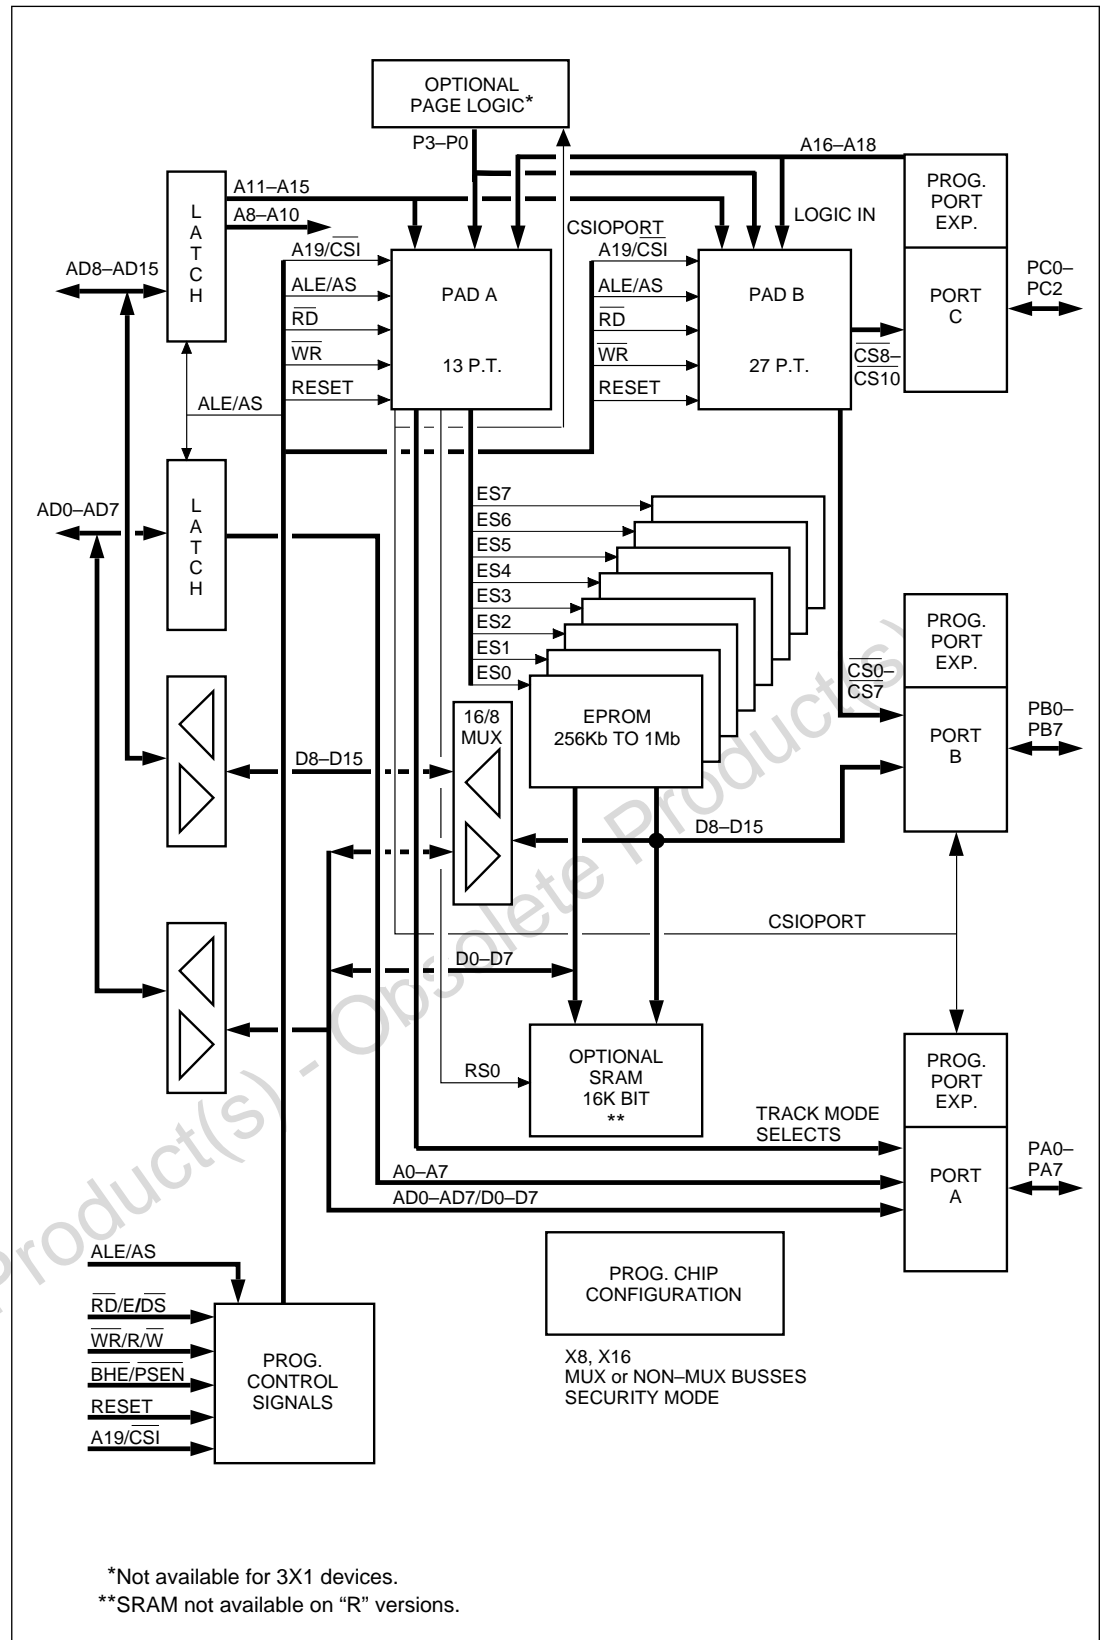 OPTIONAL
PAGE LOGIC*
P3–P0
A16–A18
PROG.
PORT
EXP.
LOGIC IN
PORT
C
PC0–
PC2
A11–A15
A8–A10
LATCH
AD8–AD15
CSIOPORT
A19/CSI
ALE/AS
RD
WR
RESET
PAD A
13 P.T.
A19/CSI
ALE/AS
RD
WR
RESET
PAD B
27 P.T.
CS8–
CS10
ALE/AS
AD0–AD7
LATCH
ES7
ES6
ES5
ES4
ES3
ES2
ES1
ES0
EPROM
256Kb TO 1Mb
PROG.
PORT
EXP.
CS0–
CS7
PORT
B
PB0–
PB7
16/8
MUX
D8–D15
D8–D15
CSIOPORT
D0–D7
OPTIONAL
SRAM
16K BIT
**
RS0
PROG.
PORT
EXP.
TRACK MODE
SELECTS
PORT
A
PA0–
PA7
A0–A7
AD0–AD7/D0–D7
ALE/AS
RD/E/DS
WR/R/W
BHE/PSEN
RESET
A19/CSI
PROG.
CONTROL
SIGNALS
PROG. CHIP
CONFIGURATION
X8, X16
MUX or NON–MUX BUSSES
SECURITY MODE
*Not available for 3X1 devices.
**SRAM not available on “R” versions.
Product(s) - Obsolete Product(s)